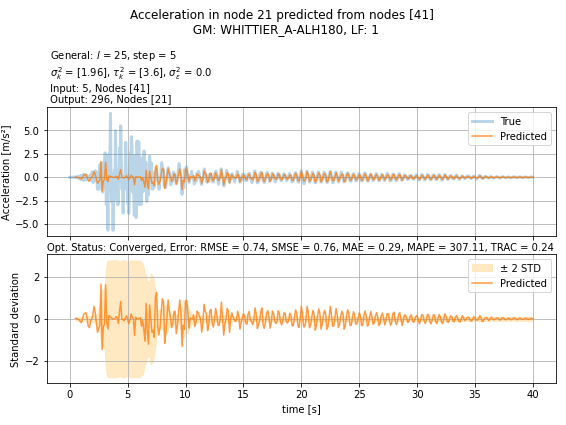 Acceleration in node 21 predicted from nodes [41]
GM: WHITTIER_A-ALH180, LF: 1
General: l = 25, step = 5
σ²ₖ = [1.96], τ²ₖ = [3.6], σ²ε = 0.0
Input: 5, Nodes [41]
Output: 296, Nodes [21]
Acceleration [m/s²]
5.0
2.5
0.0
−2.5
−5.0
True
Predicted
Opt. Status: Converged, Error: RMSE = 0.74, SMSE = 0.76, MAE = 0.29, MAPE = 307.11, TRAC = 0.24
Standard deviation
2
0
−2
± 2 STD
Predicted
0 5 10 15 20 25 30 35 40
time [s]